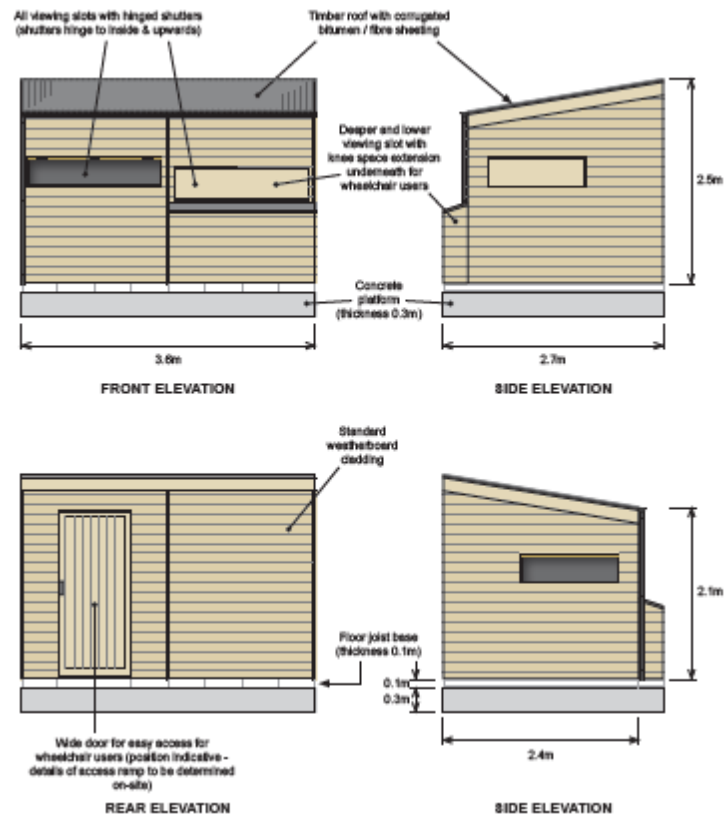 All viewing slots with hinged shutters
(shutters hinge to inside & upwards)
Timber roof with corrugated
bitumen / fibre sheeting
Deeper and lower
viewing slot with
knee space extension
underneath for
wheelchair users
2.5m
Concrete
platform
(thickness 0.3m)
3.6m
2.7m
FRONT ELEVATION
SIDE ELEVATION
Standard
weatherboard
cladding
2.1m
Floor joist base
(thickness 0.1m)
0.1m
0.3m
Wide door for easy access for
wheelchair users (position indicative -
details of access ramp to be determined
on-site)
2.4m
REAR ELEVATION
SIDE ELEVATION